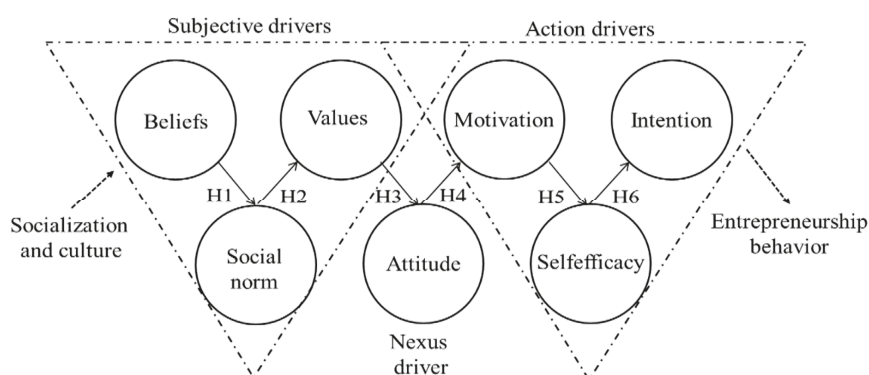 Subjective drivers
Action drivers
Beliefs
Values
Motivation
Intention
H1
H2
H3
H4
H5
H6
Socialization
and culture
Social
norm
Attitude
Selfefficacy
Entrepreneurship
behavior
Nexus
driver